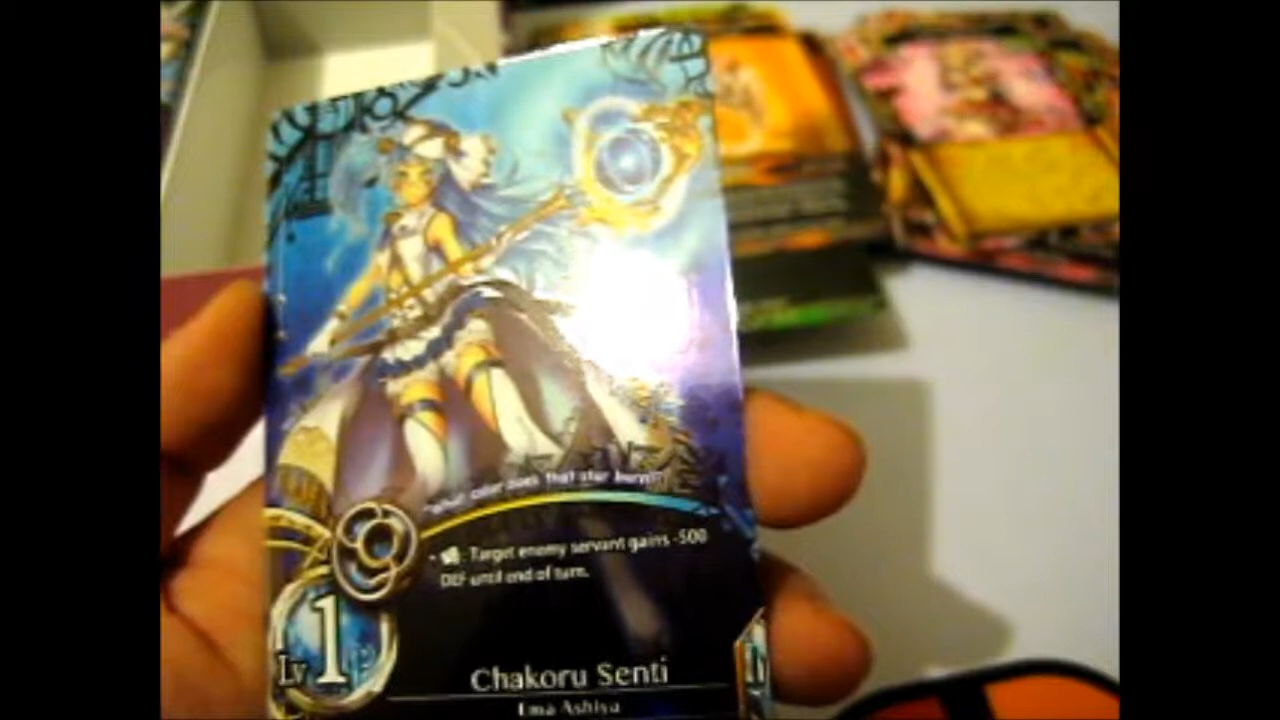 "What color does that star burn?"
: Target enemy servant gains -500
DEF until end of turn.
Lv 1
Chakoru Senti
Ema Ashiya
Lv